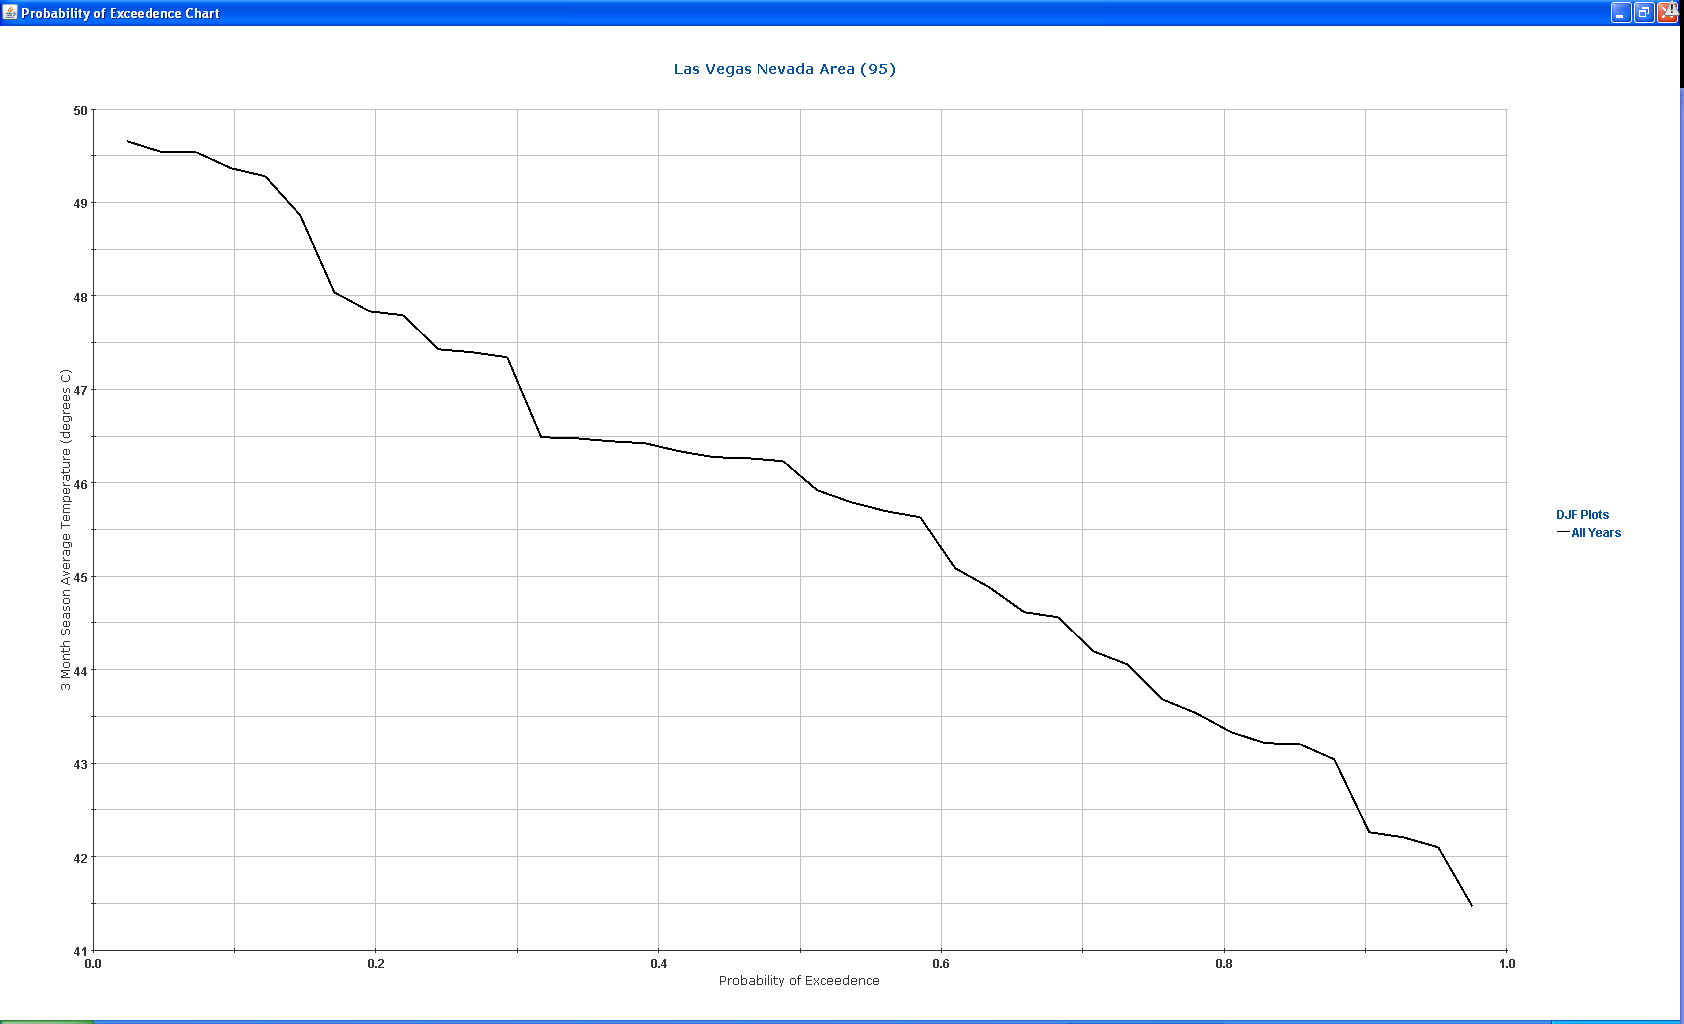 Probability of Exceedence Chart
Las Vegas Nevada Area (95)
50
49
48
47
46
45
44
43
42
41
3 Month Season Average Temperature (degrees C)
0.0 0.2 0.4 0.6 0.8 1.0
Probability of Exceedence
DJF Plots
All Years